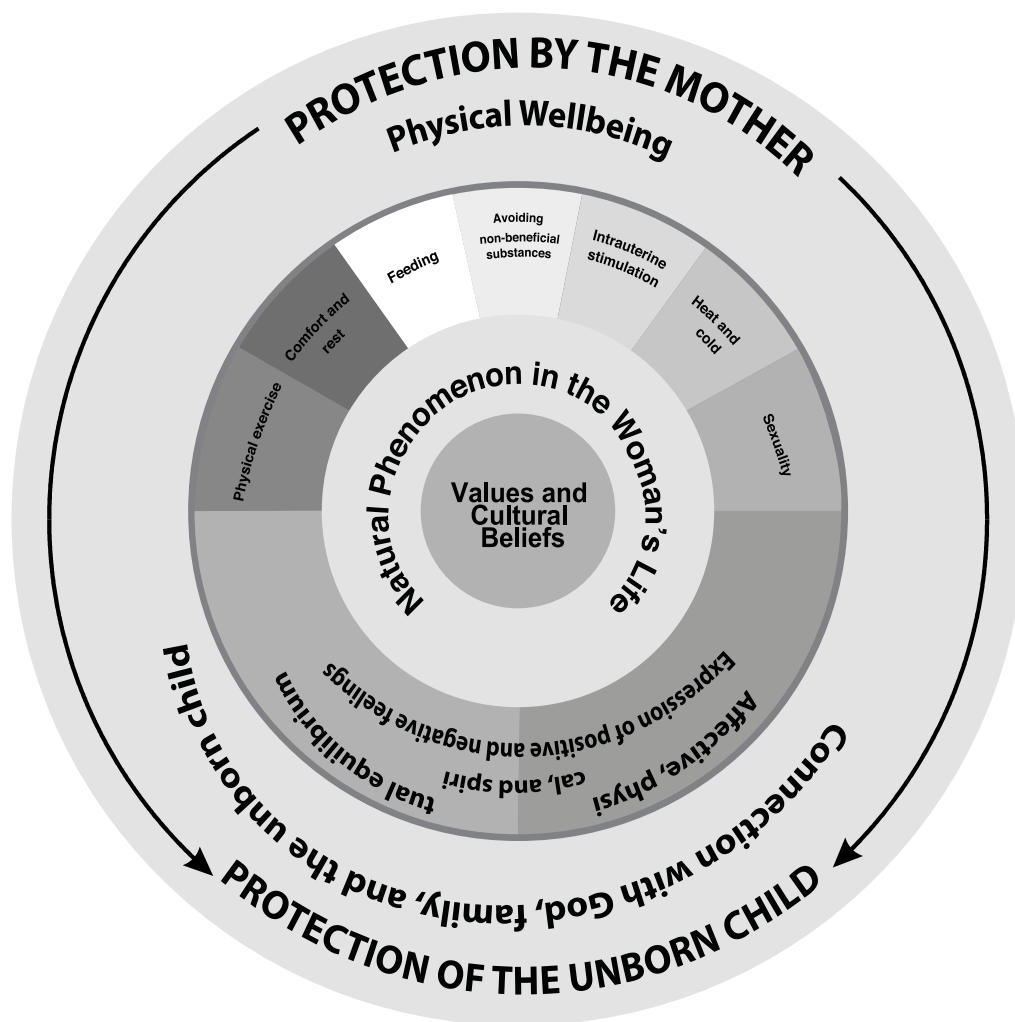 PROTECTION BY THE MOTHER
Physical Wellbeing
Physical exercise
Comfort and
rest
Feeding
Avoiding
non-beneficial
substances
Intrauterine
stimulation
Heat and
cold
Sexuality
Natural Phenomenon in the Woman's Life
Values and
Cultural
Beliefs
Expression of positive and negative feelings
Affective, physi
cal, and spiri
tual equilibrium
Connection with God, family, and the unborn child
PROTECTION OF THE UNBORN CHILD